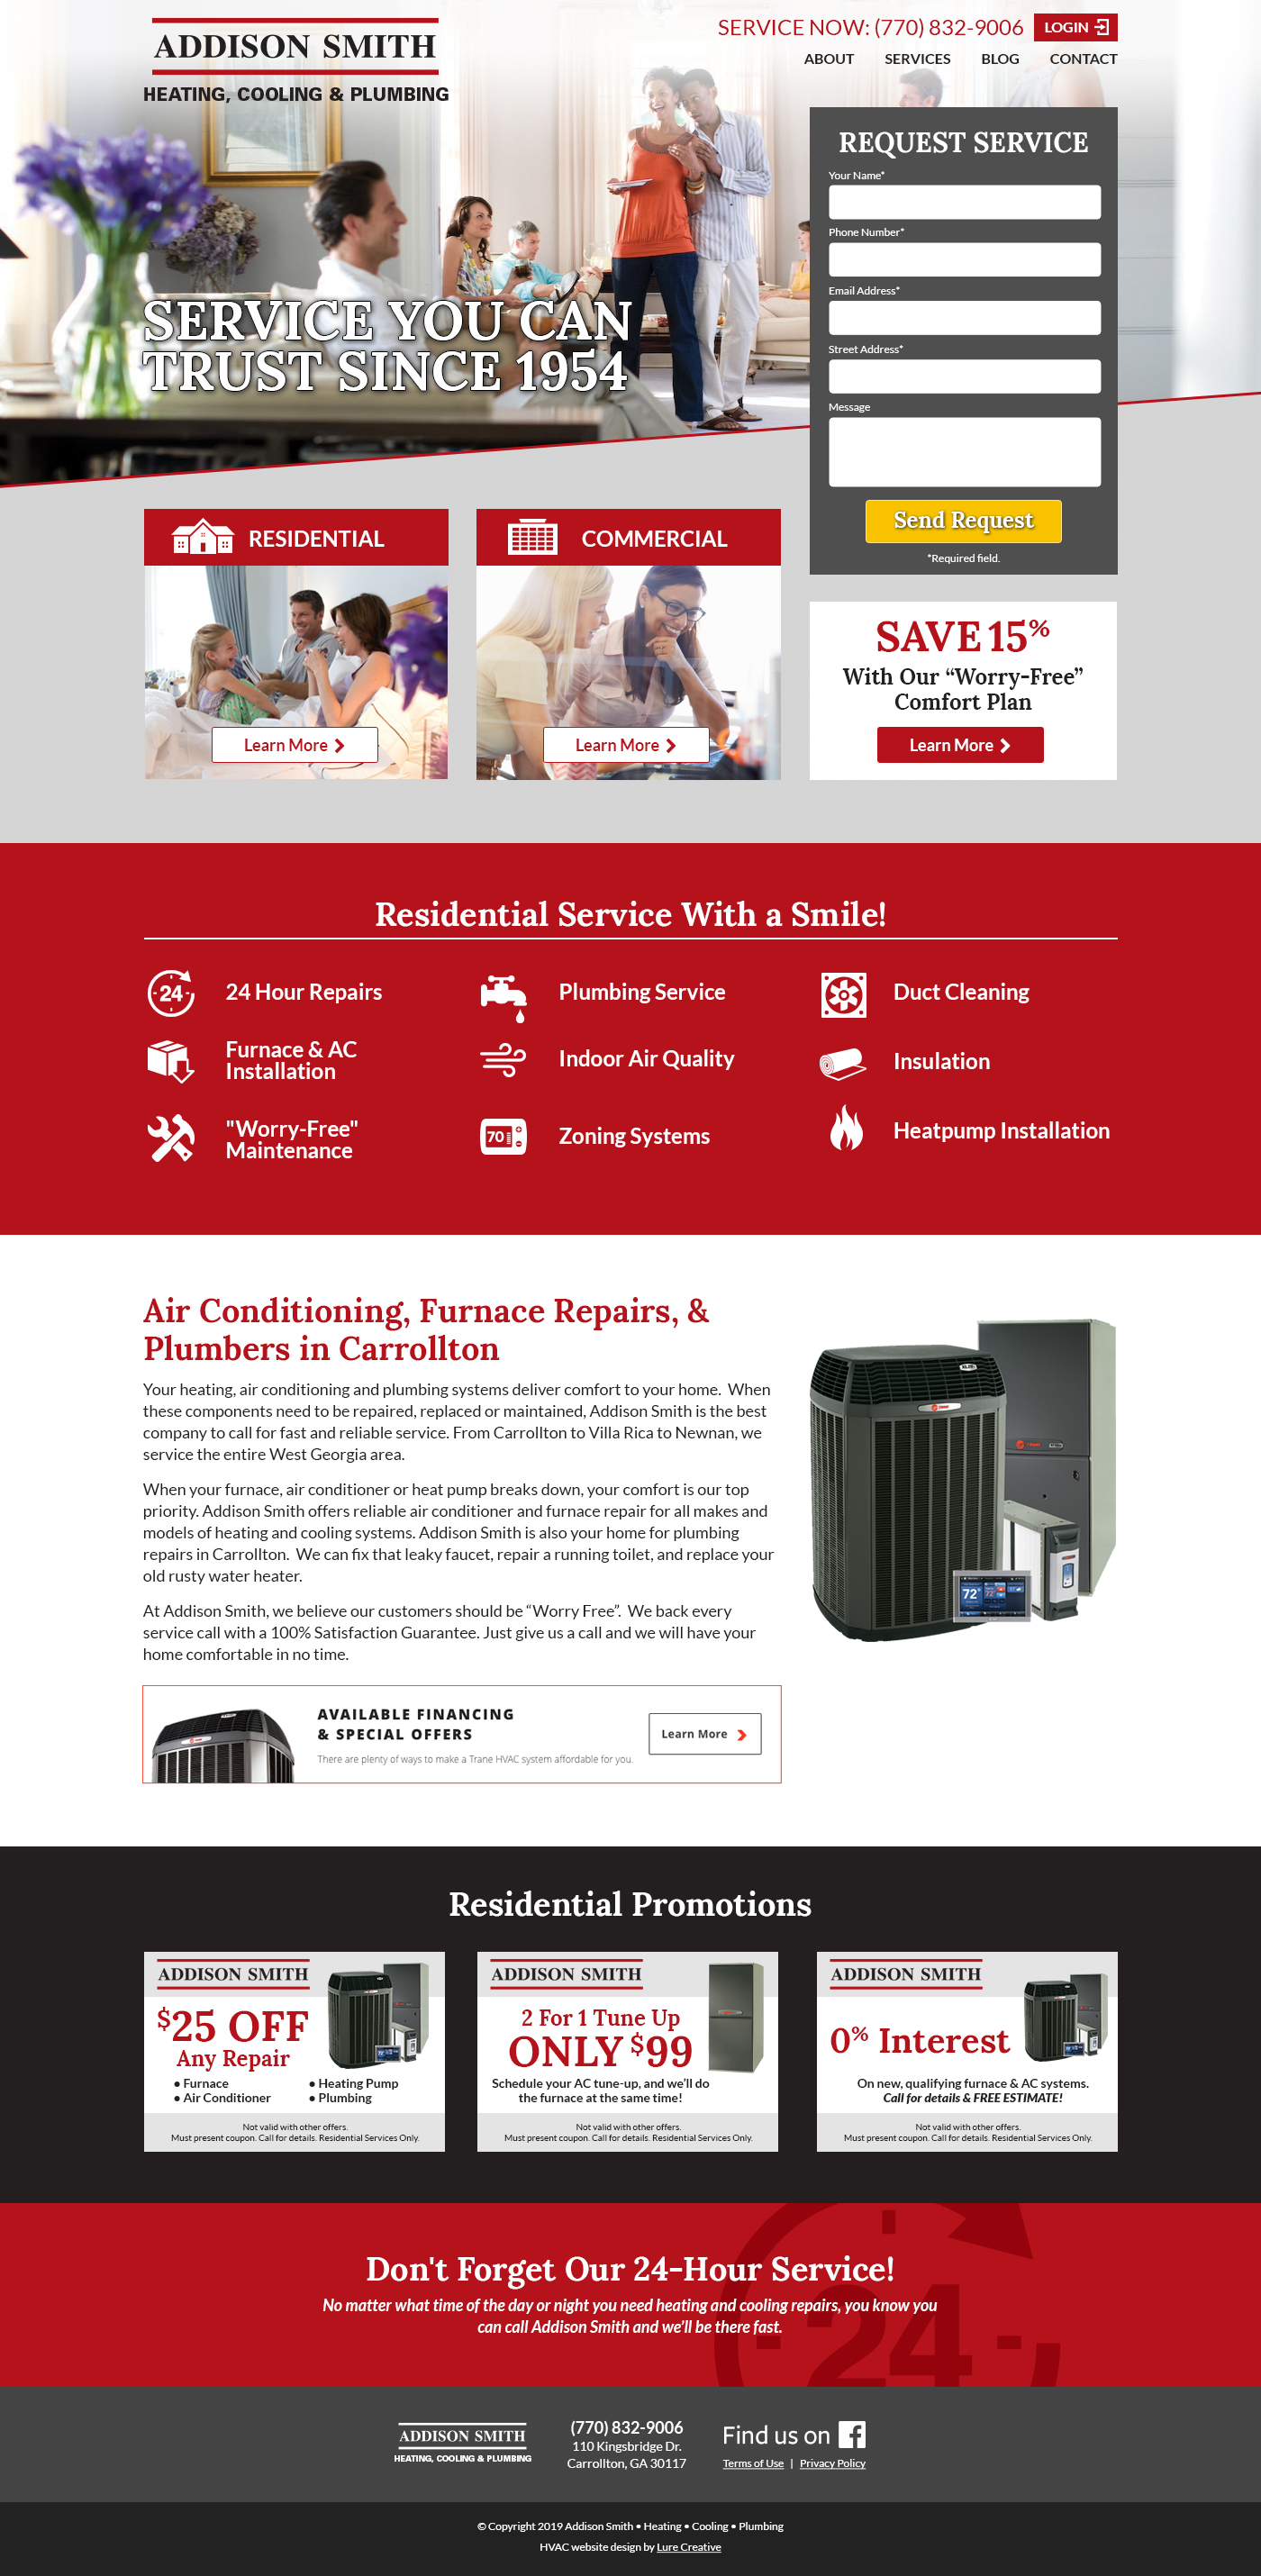 ADDISON SMITH
HEATING, COOLING & PLUMBING
SERVICE NOW: (770) 832-9006
LOGIN
ABOUT SERVICES BLOG CONTACT
SERVICE YOU CAN
TRUST SINCE 1954
REQUEST SERVICE
Your Name*
Phone Number*
Email Address*
Street Address*
Message
Send Request
*Required field.
RESIDENTIAL
Learn More
COMMERCIAL
Learn More
SAVE 15%
With Our “Worry-Free”
Comfort Plan
Learn More
Residential Service With a Smile!
24
24 Hour Repairs
Plumbing Service
Duct Cleaning
Furnace & AC
Installation
Indoor Air Quality
Insulation
"Worry-Free"
Maintenance
70
Zoning Systems
Heatpump Installation
Air Conditioning, Furnace Repairs, &
Plumbers in Carrollton
Your heating, air conditioning and plumbing systems deliver comfort to your home.  When
these components need to be repaired, replaced or maintained, Addison Smith is the best
company to call for fast and reliable service. From Carrollton to Villa Rica to Newnan, we
service the entire West Georgia area.
When your furnace, air conditioner or heat pump breaks down, your comfort is our top
priority. Addison Smith offers reliable air conditioner and furnace repair for all makes and
models of heating and cooling systems. Addison Smith is also your home for plumbing
repairs in Carrollton.  We can fix that leaky faucet, repair a running toilet, and replace your
old rusty water heater.
At Addison Smith, we believe our customers should be “Worry Free”.  We back every
service call with a 100% Satisfaction Guarantee. Just give us a call and we will have your
home comfortable in no time.
72°
AVAILABLE FINANCING
& SPECIAL OFFERS
There are plenty of ways to make a Trane HVAC system affordable for you.
Learn More
Residential Promotions
ADDISON SMITH
$25 OFF
Any Repair
• Furnace
• Air Conditioner
• Heating Pump
• Plumbing
Not valid with other offers.
Must present coupon. Call for details. Residential Services Only.
ADDISON SMITH
2 For 1 Tune Up
ONLY $99
Schedule your AC tune-up, and we’ll do
the furnace at the same time!
Not valid with other offers.
Must present coupon. Call for details. Residential Services Only.
ADDISON SMITH
0% Interest
On new, qualifying furnace & AC systems.
Call for details & FREE ESTIMATE!
Not valid with other offers.
Must present coupon. Call for details. Residential Services Only.
24
Don't Forget Our 24-Hour Service!
No matter what time of the day or night you need heating and cooling repairs, you know you
can call Addison Smith and we’ll be there fast.
ADDISON SMITH
HEATING, COOLING & PLUMBING
(770) 832-9006
110 Kingsbridge Dr.
Carrollton, GA 30117
Find us on
Terms of Use | Privacy Policy
© Copyright 2019 Addison Smith • Heating • Cooling • Plumbing
HVAC website design by Lure Creative